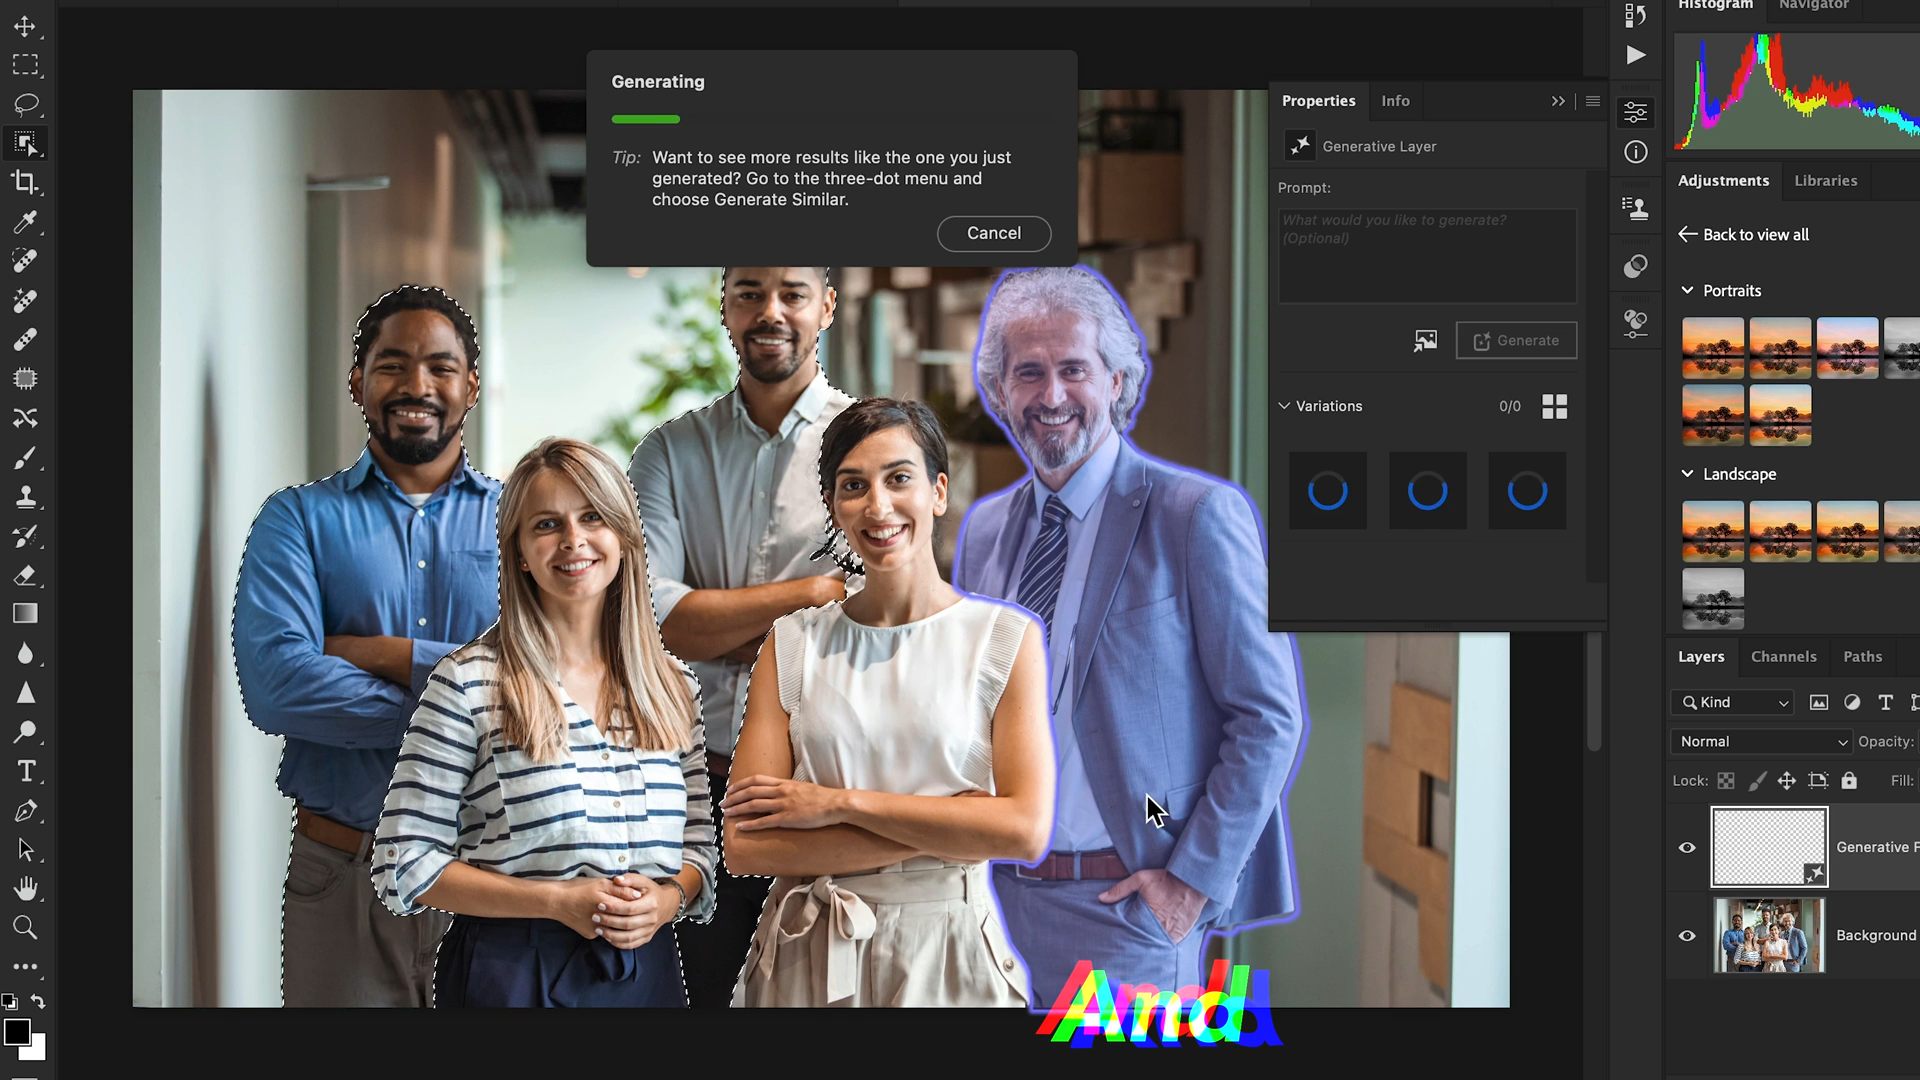 Histogram
Navigator
Generating
Tip: Want to see more results like the one you just
generated? Go to the three-dot menu and
choose Generate Similar.
Cancel
Properties
Info
Generative Layer
Prompt:
What would you like to generate?
(Optional)
Generate
Variations
0/0
Adjustments
Libraries
Back to view all
Portraits
Landscape
Layers
Channels
Paths
Kind
Normal
Opacity:
Lock:
Fill:
Generative F
Background
And